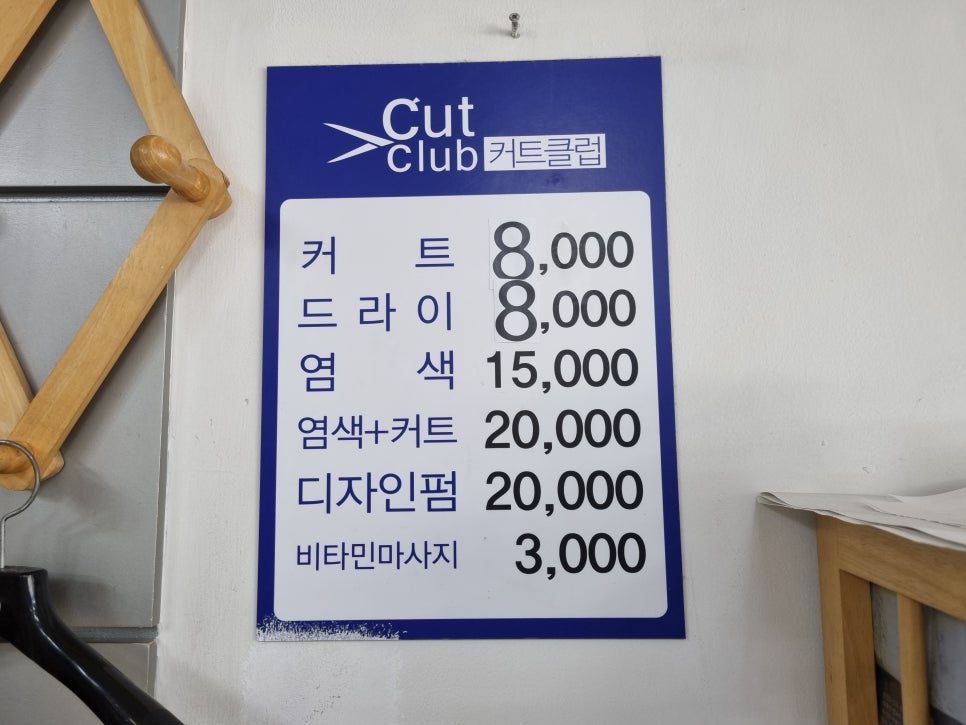 Cut
club 커트클럽
커 트 8,000
드 라 이 8,000
염 색 15,000
염색+커트 20,000
디자인펌 20,000
비타민마사지 3,000